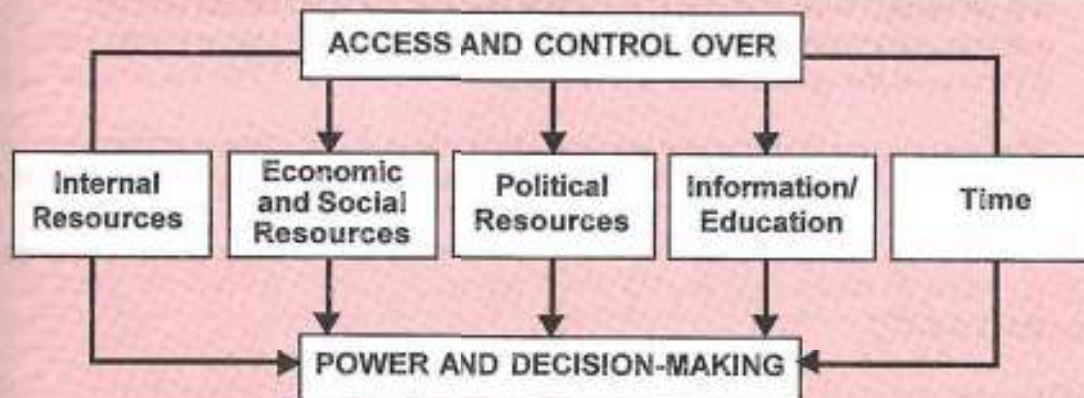 ACCESS AND CONTROL OVER
Internal
Resources
Economic
and Social
Resources
Political
Resources
Information/
Education
Time
POWER AND DECISION-MAKING